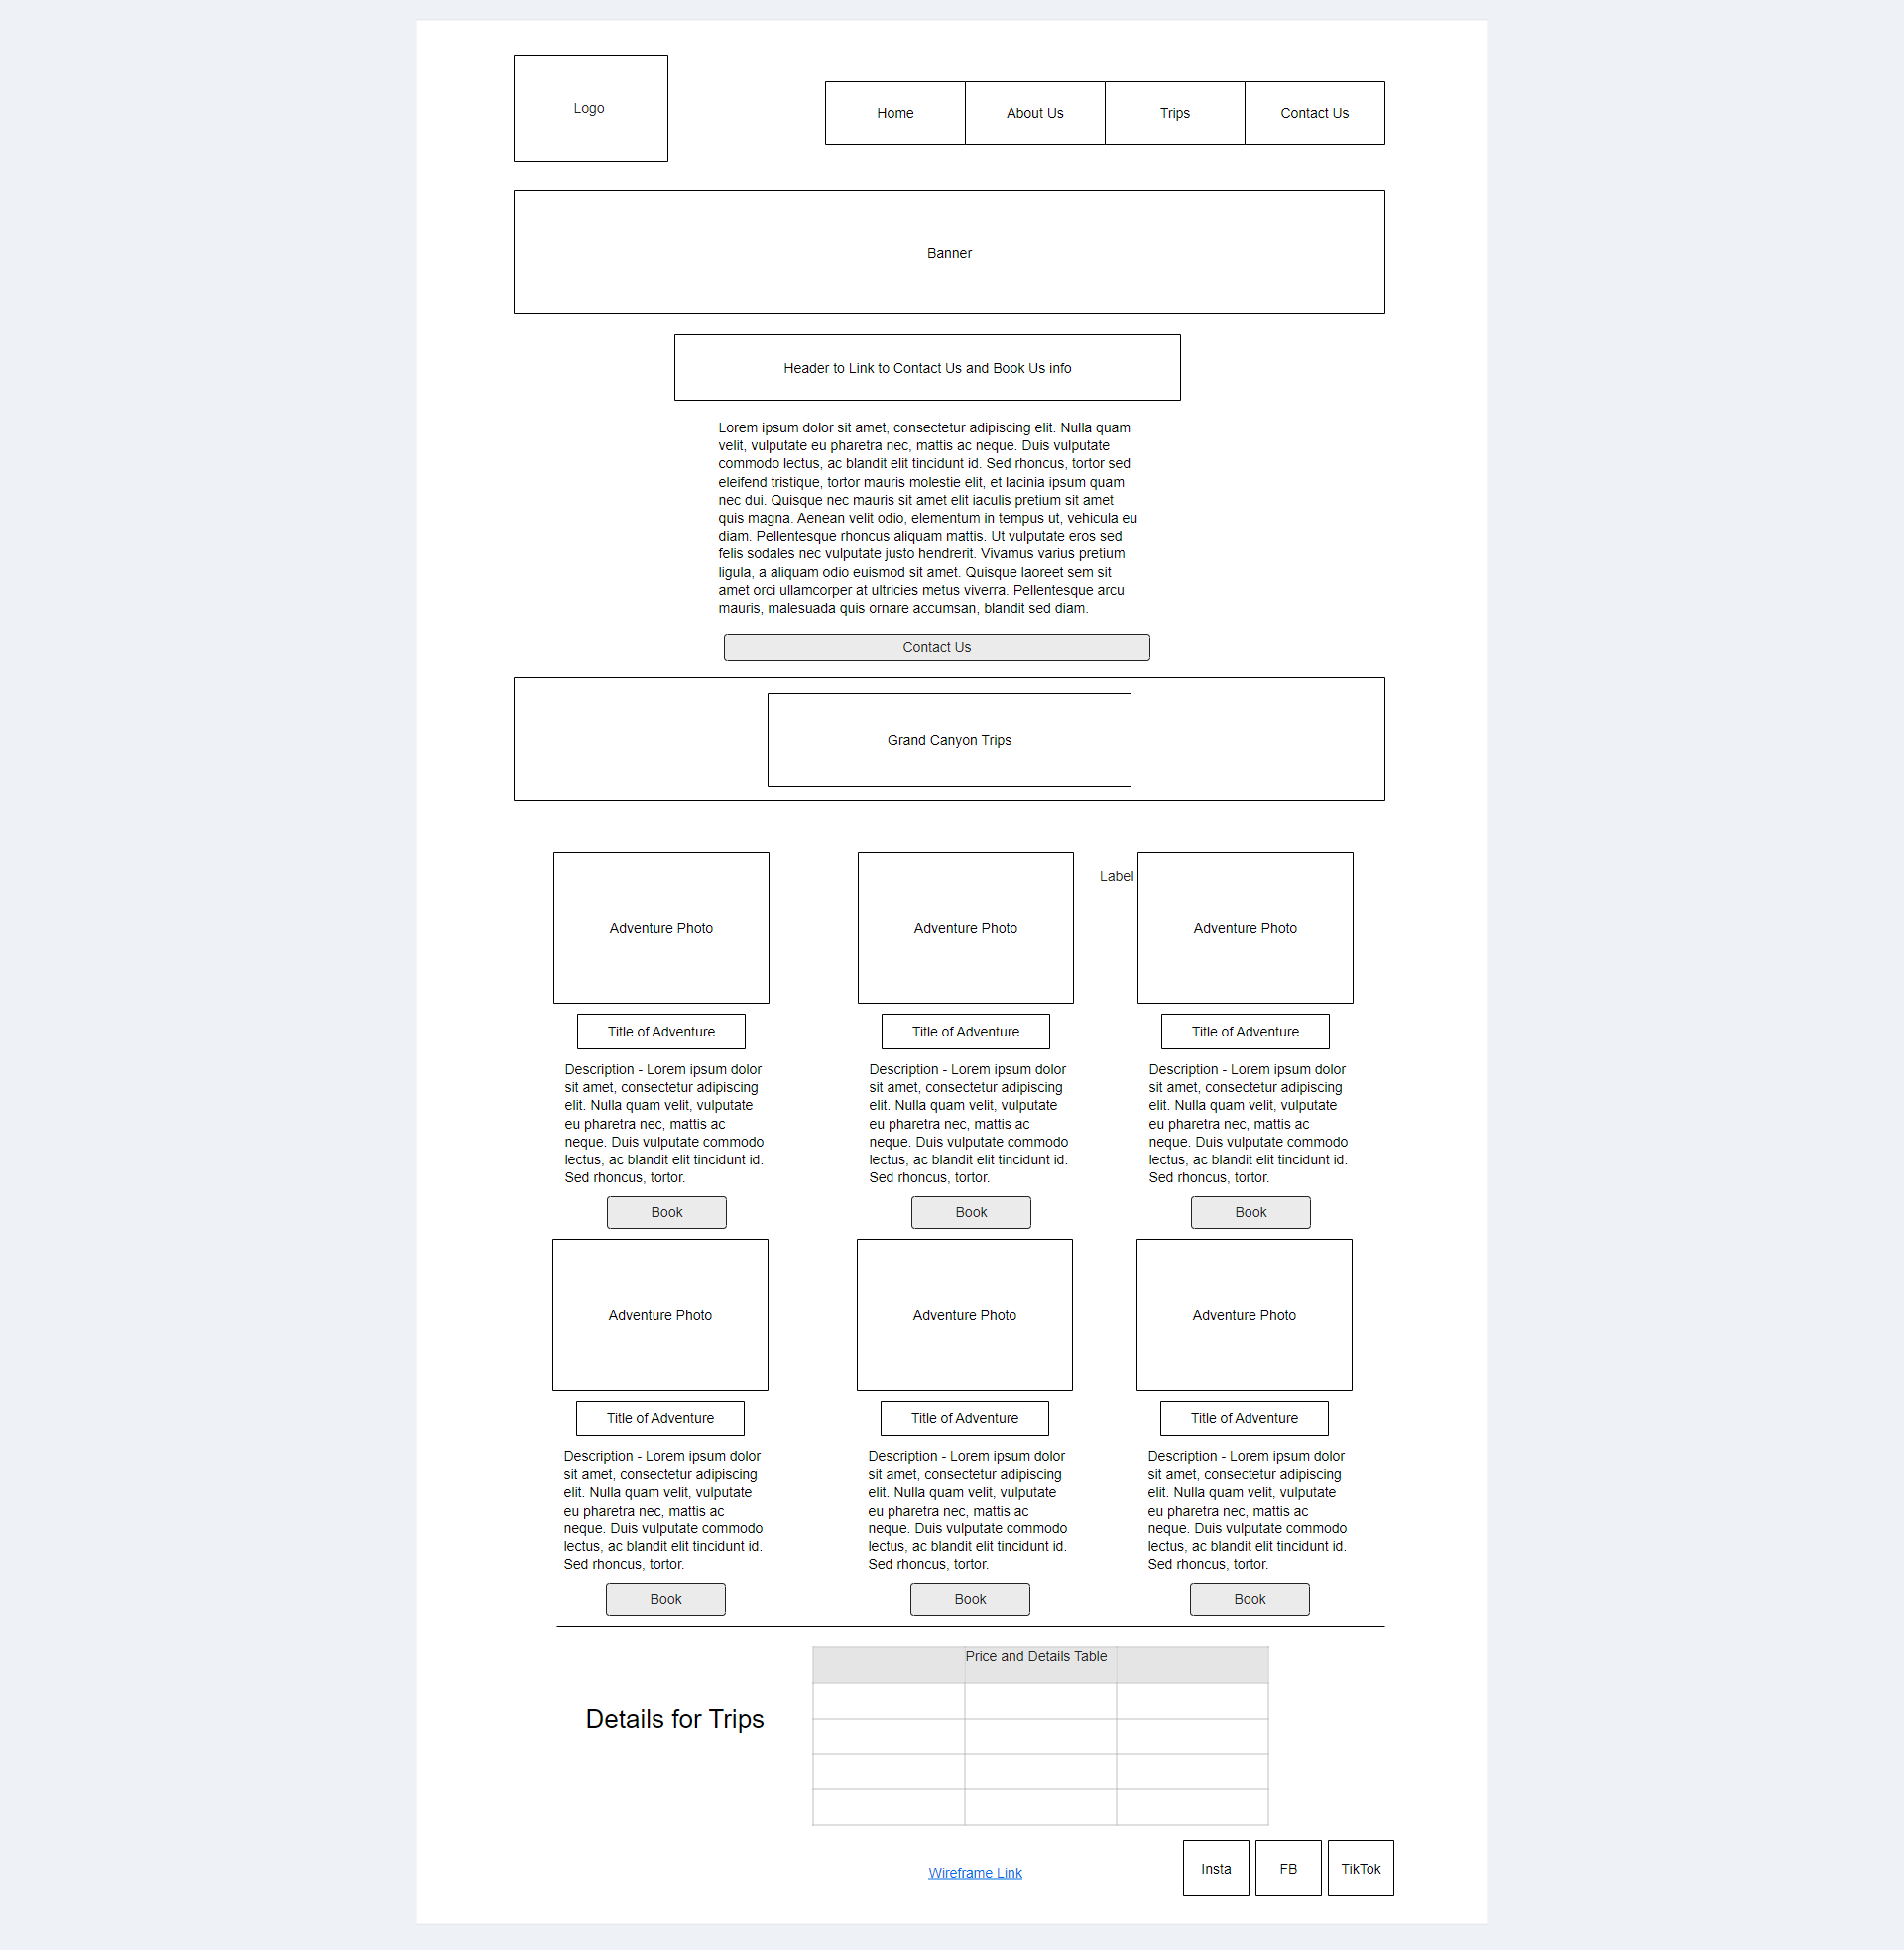 Logo
Home
About Us
Trips
Contact Us
Banner
Header to Link to Contact Us and Book Us info
Lorem ipsum dolor sit amet, consectetur adipiscing elit. Nulla quam
velit, vulputate eu pharetra nec, mattis ac neque. Duis vulputate
commodo lectus, ac blandit elit tincidunt id. Sed rhoncus, tortor sed
eleifend tristique, tortor mauris molestie elit, et lacinia ipsum quam
nec dui. Quisque nec mauris sit amet elit iaculis pretium sit amet
quis magna. Aenean velit odio, elementum in tempus ut, vehicula eu
diam. Pellentesque rhoncus aliquam mattis. Ut vulputate eros sed
felis sodales nec vulputate justo hendrerit. Vivamus varius pretium
ligula, a aliquam odio euismod sit amet. Quisque laoreet sem sit
amet orci ullamcorper at ultricies metus viverra. Pellentesque arcu
mauris, malesuada quis ornare accumsan, blandit sed diam.
Contact Us
Grand Canyon Trips
Adventure Photo
Title of Adventure
Description - Lorem ipsum dolor
sit amet, consectetur adipiscing
elit. Nulla quam velit, vulputate
eu pharetra nec, mattis ac
neque. Duis vulputate commodo
lectus, ac blandit elit tincidunt id.
Sed rhoncus, tortor.
Book
Adventure Photo
Title of Adventure
Description - Lorem ipsum dolor
sit amet, consectetur adipiscing
elit. Nulla quam velit, vulputate
eu pharetra nec, mattis ac
neque. Duis vulputate commodo
lectus, ac blandit elit tincidunt id.
Sed rhoncus, tortor.
Book
Label
Adventure Photo
Title of Adventure
Description - Lorem ipsum dolor
sit amet, consectetur adipiscing
elit. Nulla quam velit, vulputate
eu pharetra nec, mattis ac
neque. Duis vulputate commodo
lectus, ac blandit elit tincidunt id.
Sed rhoncus, tortor.
Book
Adventure Photo
Title of Adventure
Description - Lorem ipsum dolor
sit amet, consectetur adipiscing
elit. Nulla quam velit, vulputate
eu pharetra nec, mattis ac
neque. Duis vulputate commodo
lectus, ac blandit elit tincidunt id.
Sed rhoncus, tortor.
Book
Adventure Photo
Title of Adventure
Description - Lorem ipsum dolor
sit amet, consectetur adipiscing
elit. Nulla quam velit, vulputate
eu pharetra nec, mattis ac
neque. Duis vulputate commodo
lectus, ac blandit elit tincidunt id.
Sed rhoncus, tortor.
Book
Adventure Photo
Title of Adventure
Description - Lorem ipsum dolor
sit amet, consectetur adipiscing
elit. Nulla quam velit, vulputate
eu pharetra nec, mattis ac
neque. Duis vulputate commodo
lectus, ac blandit elit tincidunt id.
Sed rhoncus, tortor.
Book
Details for Trips
Price and Details Table
Wireframe Link
Insta
FB
TikTok